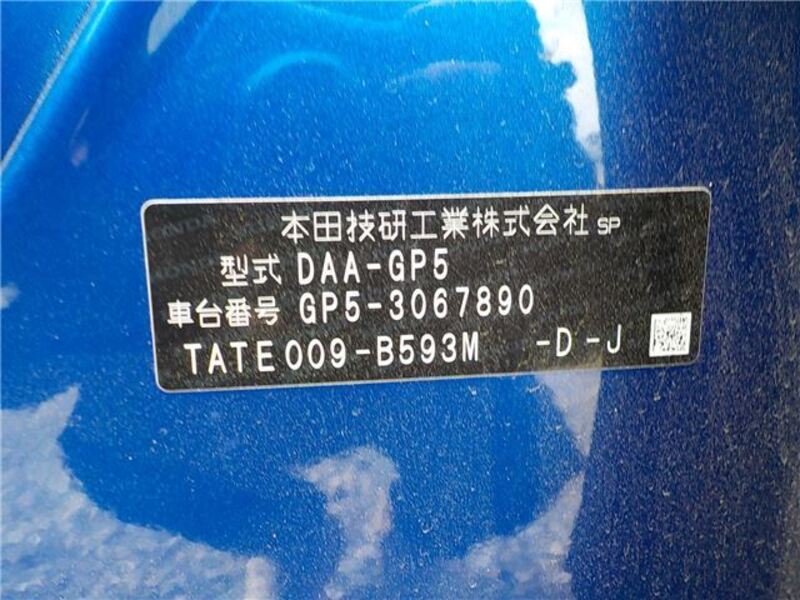 本田技研工業株式会社 SP
型式 DAA-GP5
車台番号 GP5-3067890
TATE009-B593M -D-J